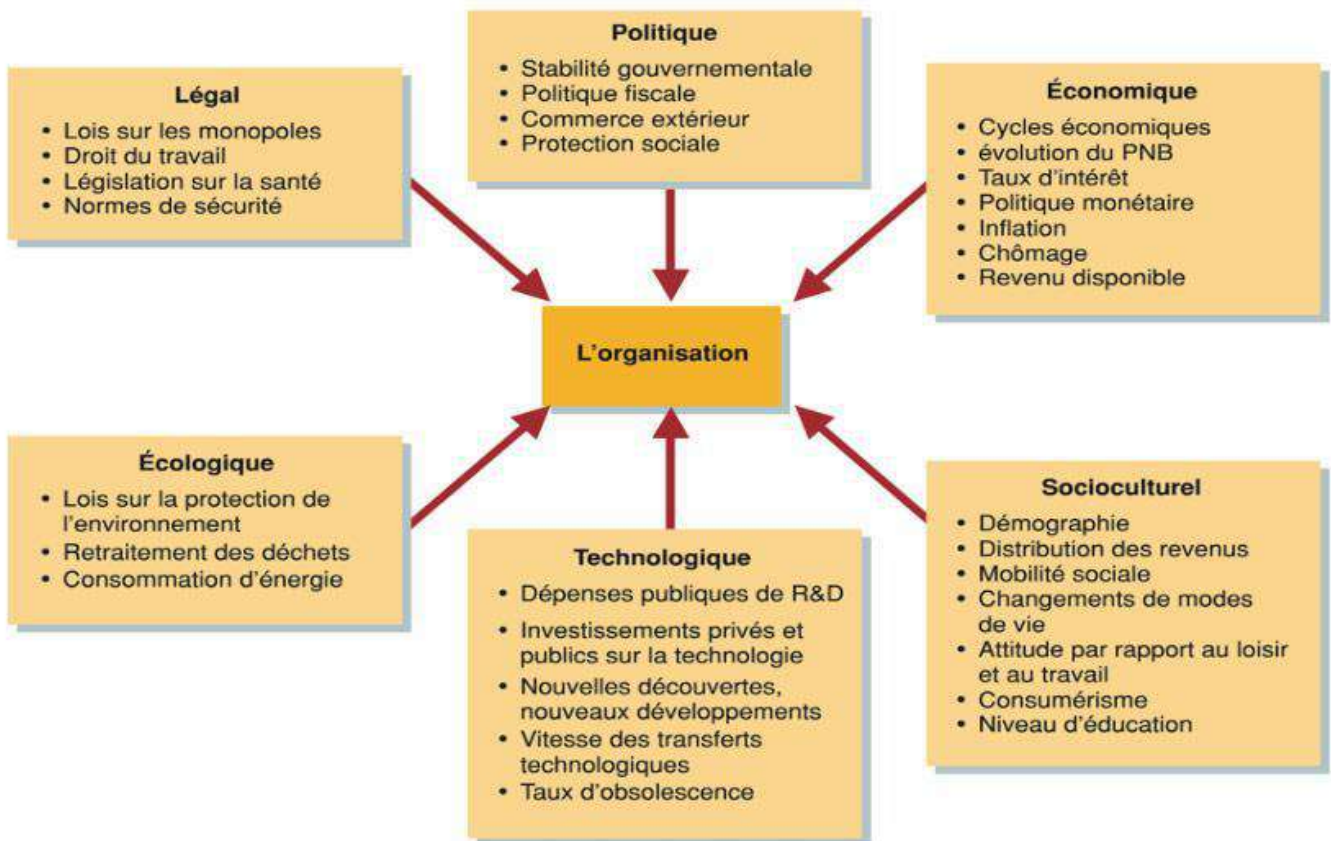 Politique
• Stabilité gouvernementale
• Politique fiscale
• Commerce extérieur
• Protection sociale
Légal
• Lois sur les monopoles
• Droit du travail
• Législation sur la santé
• Normes de sécurité
Économique
• Cycles économiques
• évolution du PNB
• Taux d'intérêt
• Politique monétaire
• Inflation
• Chômage
• Revenu disponible
L'organisation
Écologique
• Lois sur la protection de
l'environnement
• Retraitement des déchets
• Consommation d'énergie
Technologique
• Dépenses publiques de R&D
• Investissements privés et
publics sur la technologie
• Nouvelles découvertes,
nouveaux développements
• Vitesse des transferts
technologiques
• Taux d'obsolescence
Socioculturel
• Démographie
• Distribution des revenus
• Mobilité sociale
• Changements de modes
de vie
• Attitude par rapport au loisir
et au travail
• Consumérisme
• Niveau d'éducation